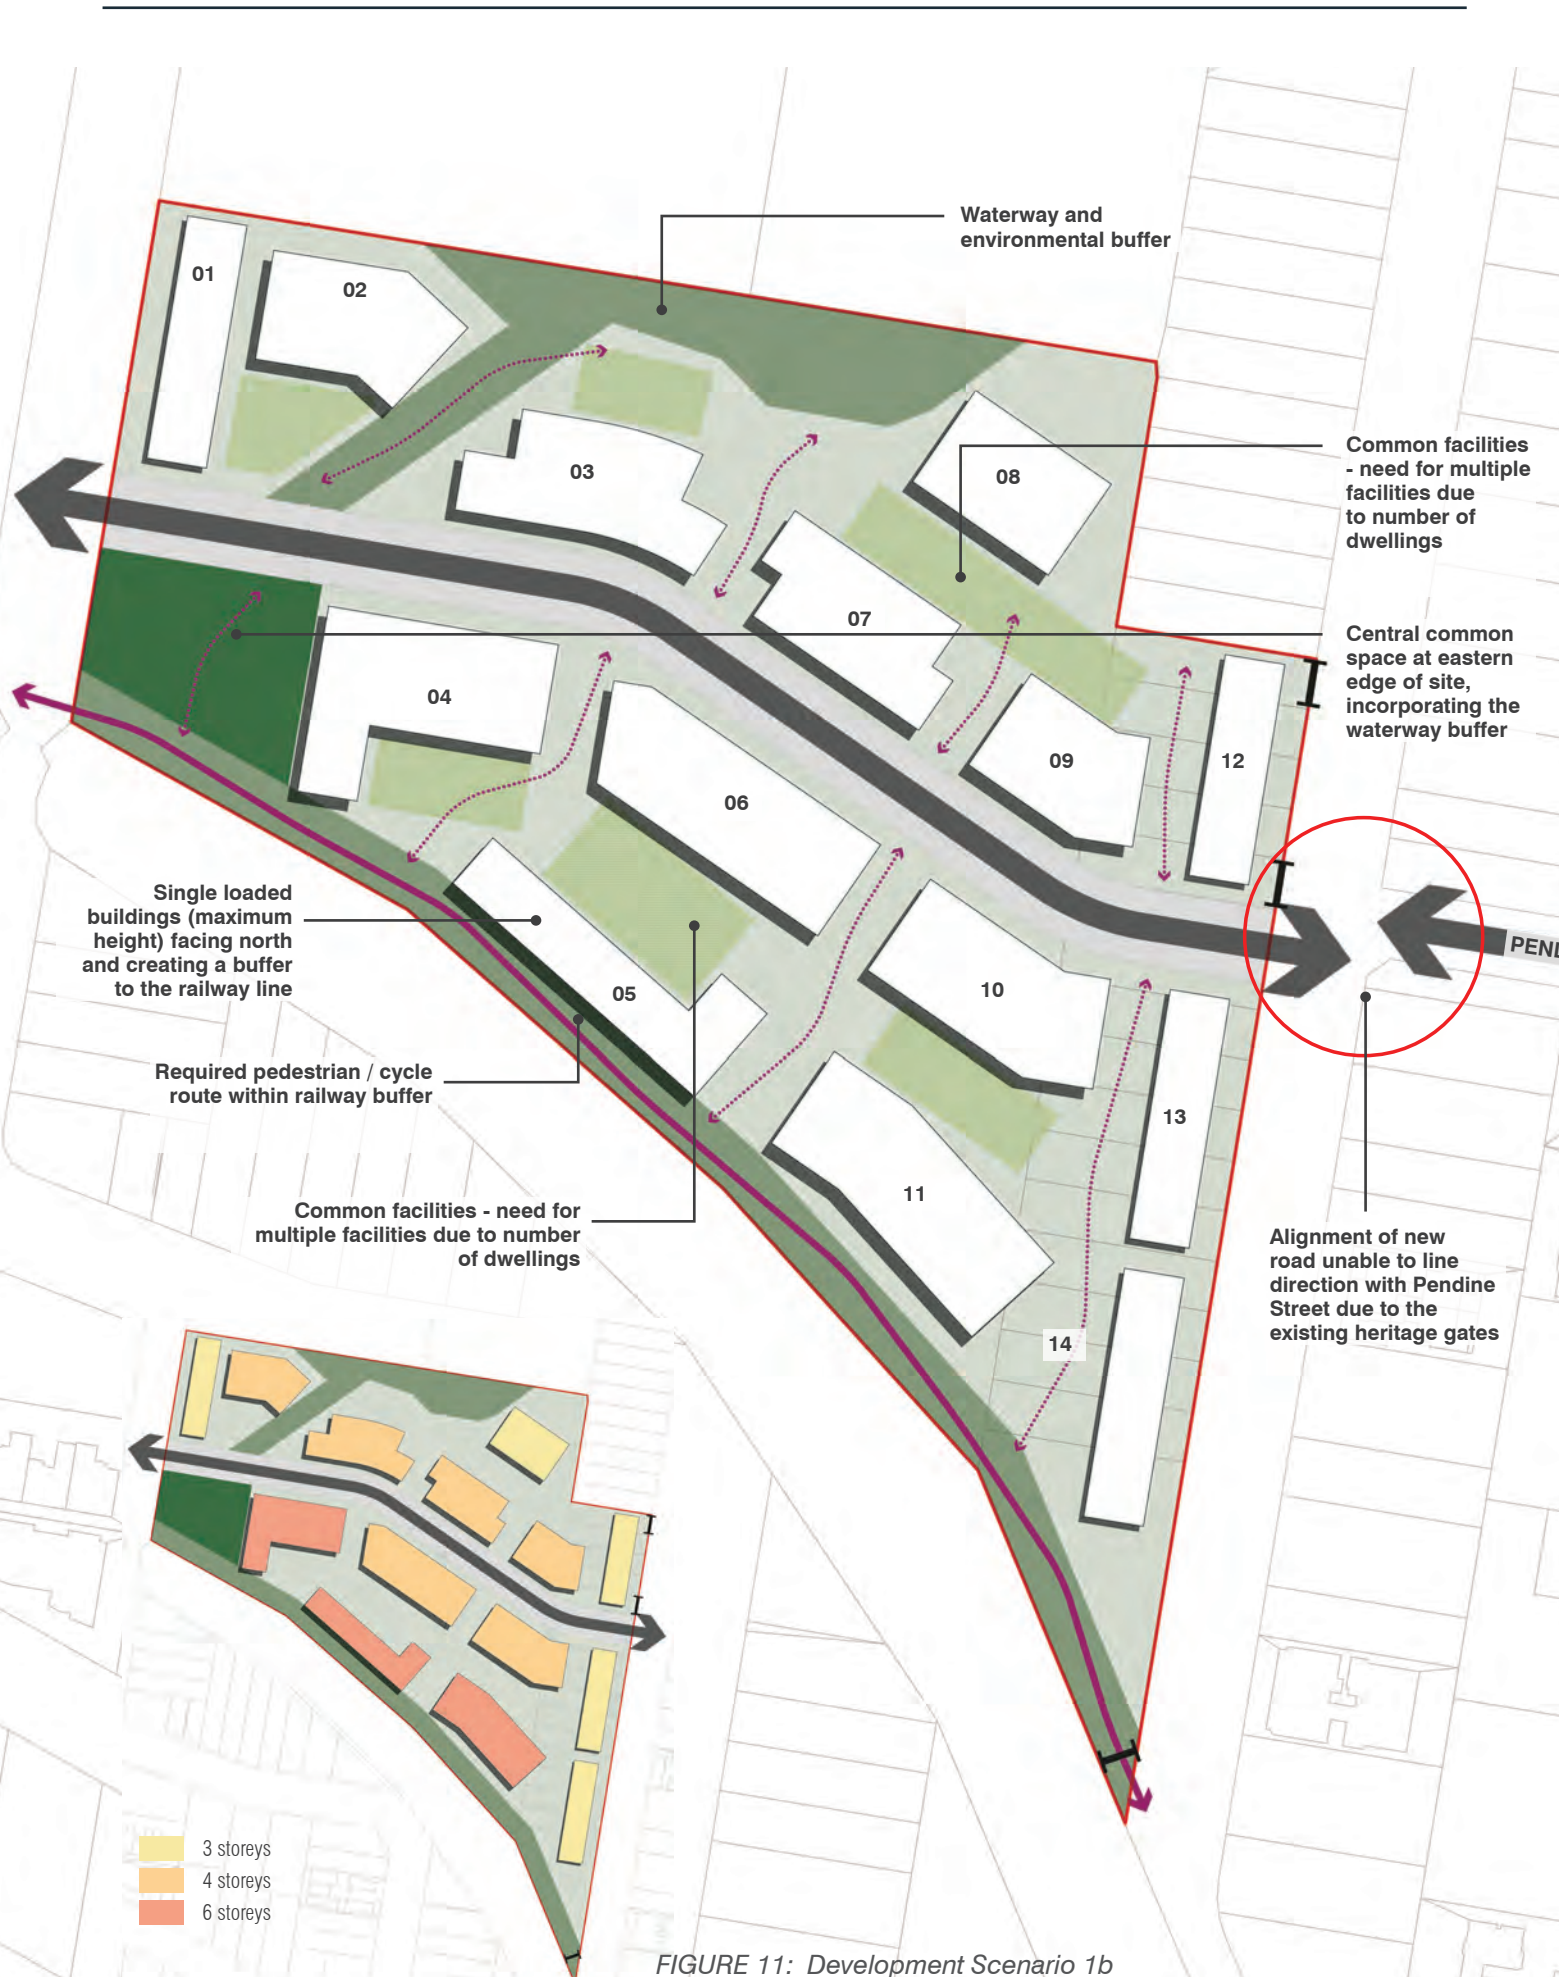 Waterway and
environmental buffer
01
02
03
08
Common facilities
- need for multiple
facilities due
to number of
dwellings
07
Central common
space at eastern
edge of site,
incorporating the
waterway buffer
04
09
12
06
Single loaded
buildings (maximum
height) facing north
and creating a buffer
to the railway line
05
10
Required pedestrian / cycle
route within railway buffer
13
11
Common facilities - need for
multiple facilities due to number
of dwellings
Alignment of new
road unable to line
direction with Pendine
Street due to the
existing heritage gates
14
3 storeys
4 storeys
6 storeys
FIGURE 11: Development Scenario 1b